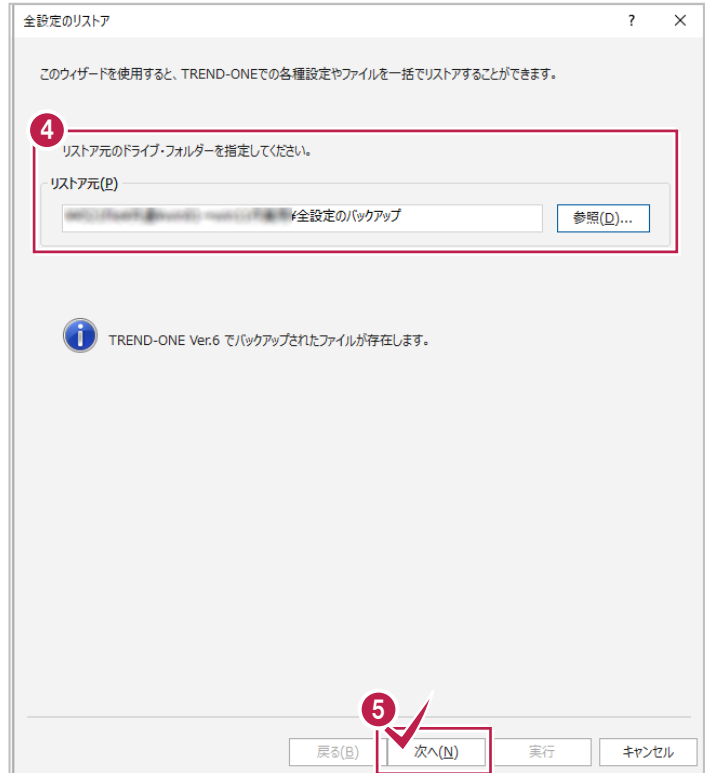 全設定のリストア ? ×
このウィザードを使用すると、TREND-ONEでの各種設定やファイルを一括でリストアすることができます。
4
リストア元のドライブ・フォルダーを指定してください。
リストア元(P)
¥全設定のバックアップ 参照(D)...
TREND-ONE Ver.6 でバックアップされたファイルが存在します。
5
戻る(B) 次へ(N) 実行 キャンセル